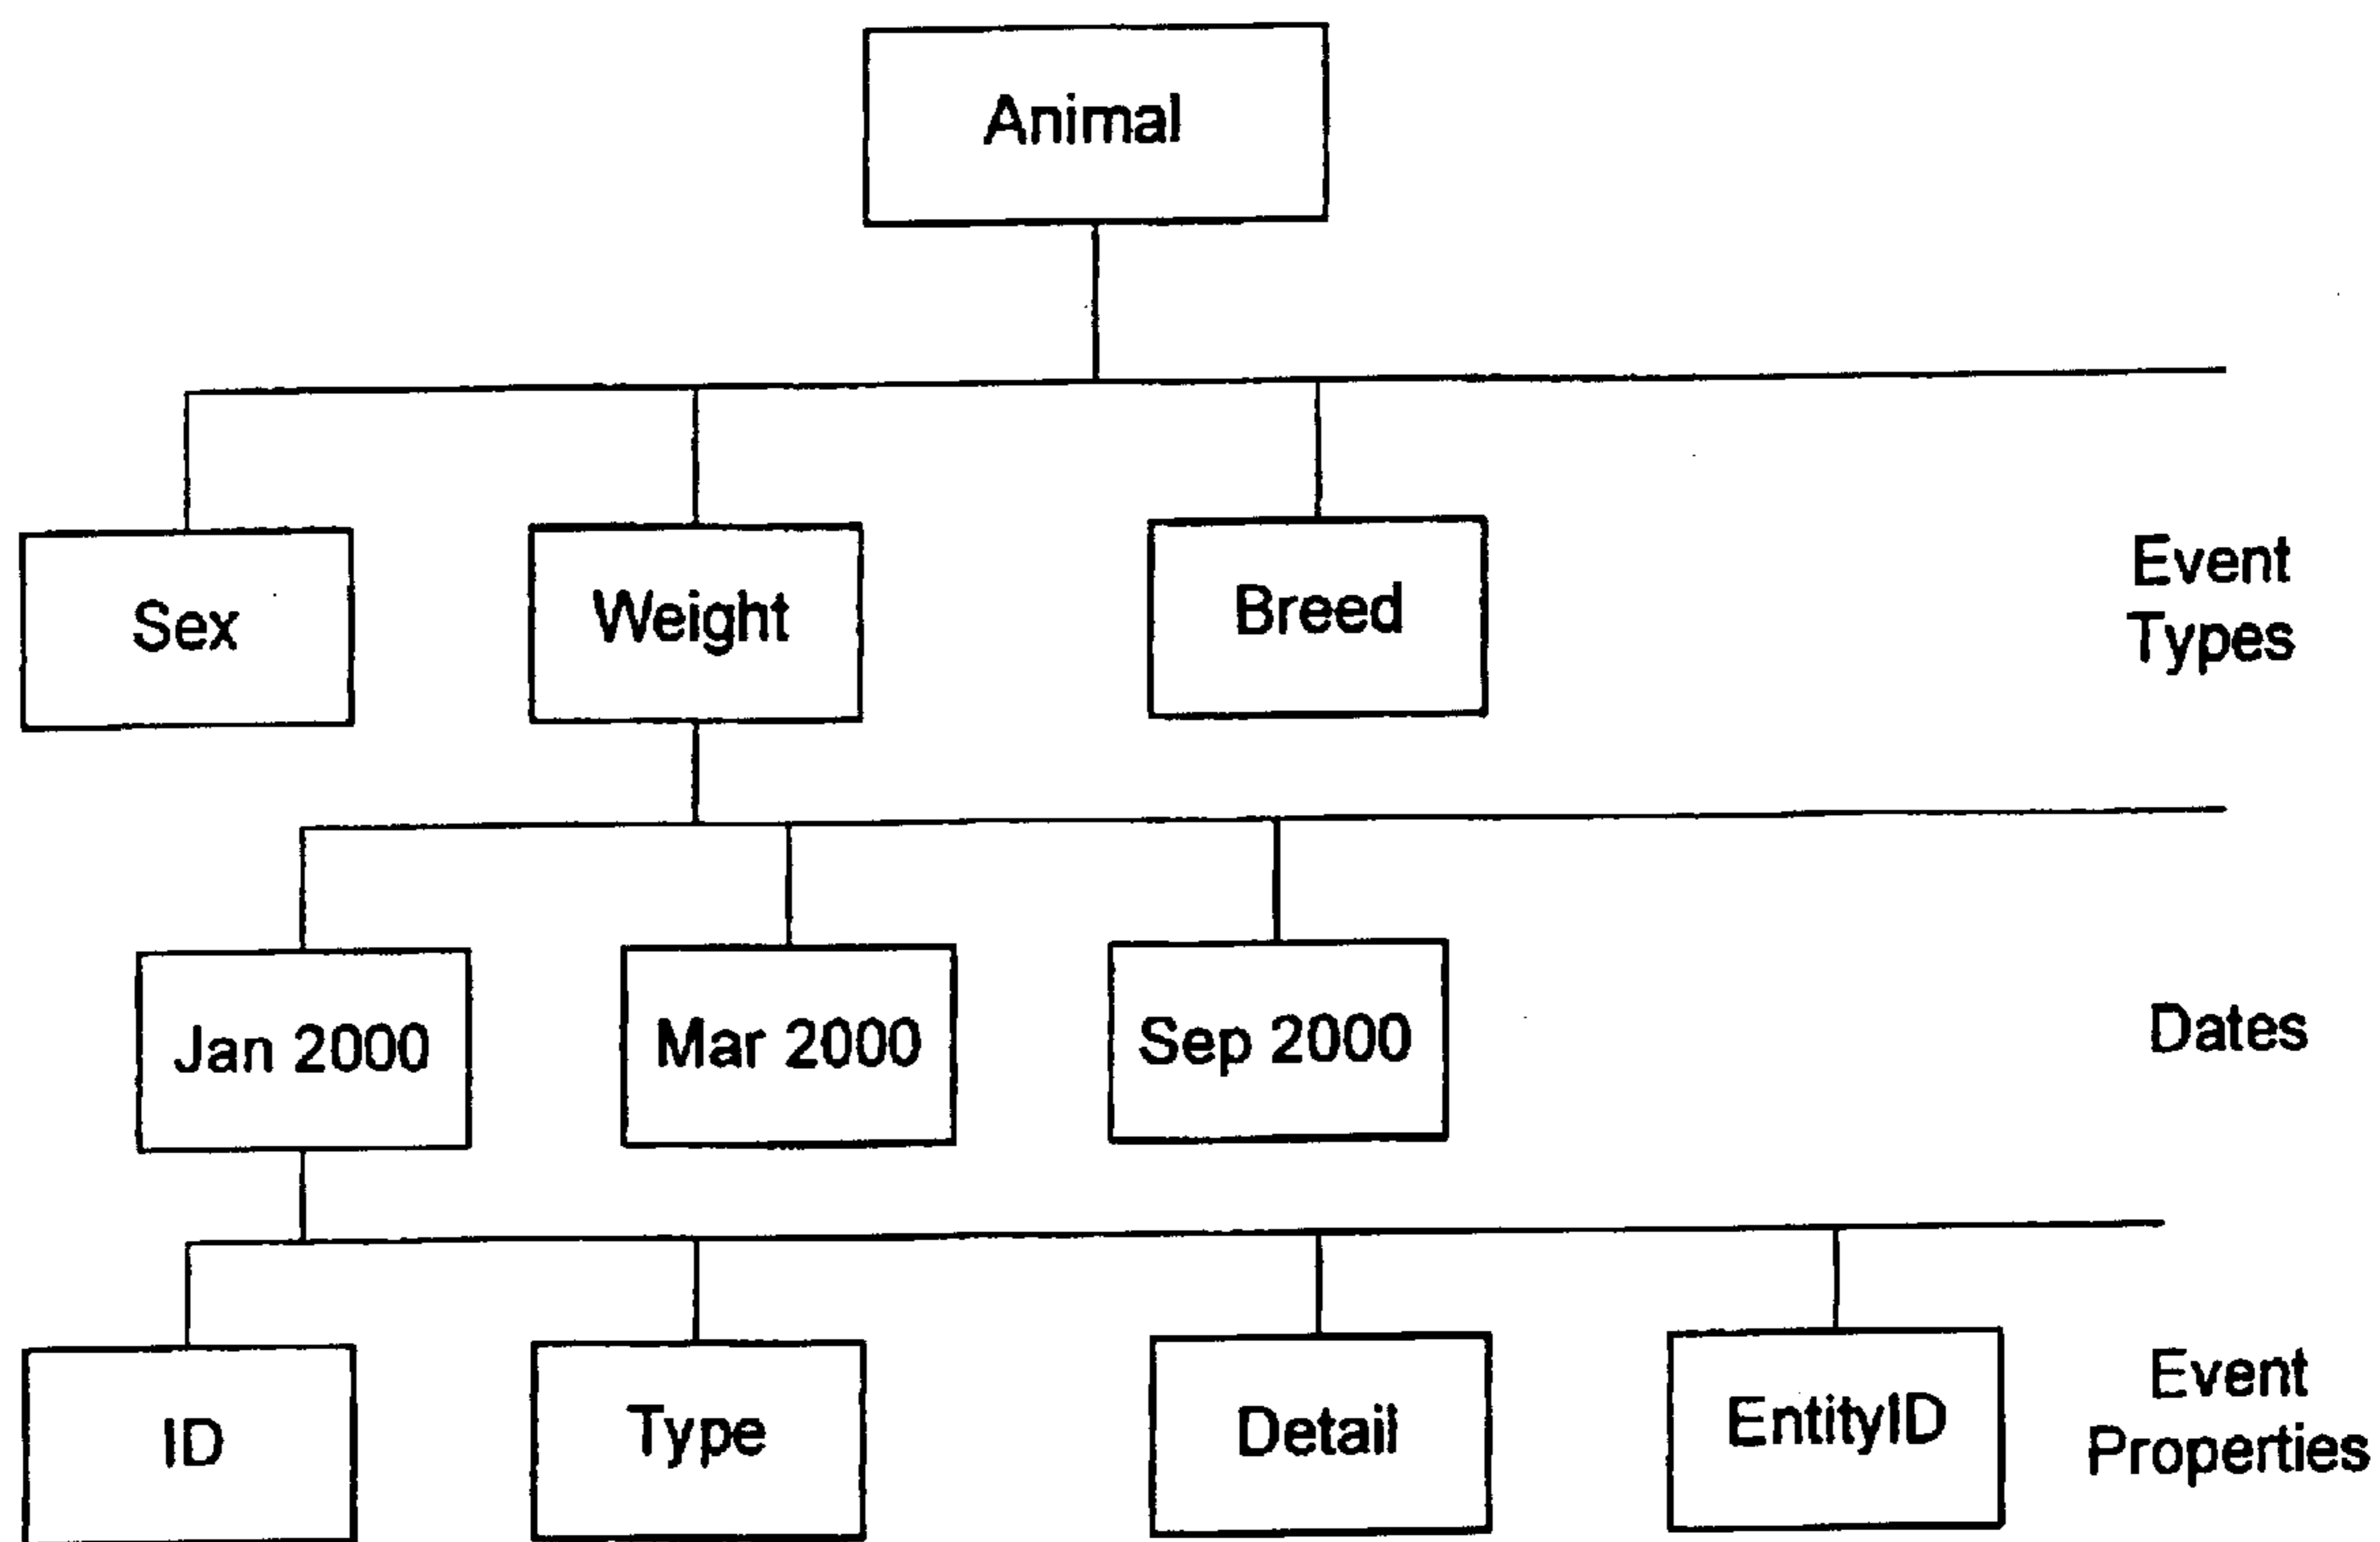 Animal
Sex
Weight
Breed
Event
Types
Jan 2000
Mar 2000
Sep 2000
Dates
ID
Type
Detail
EntityID
Event
Properties